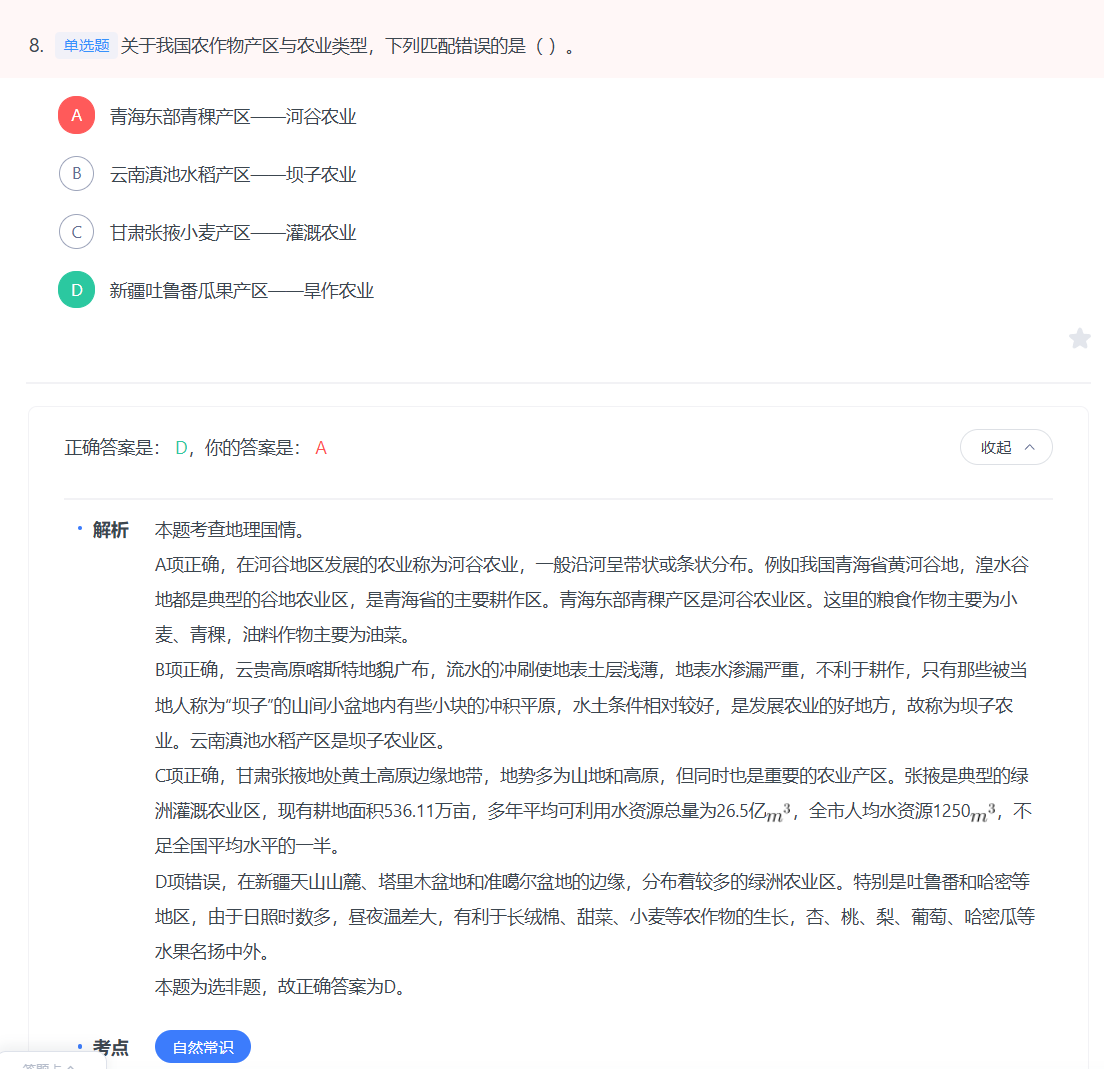 8. 单选题 关于我国农作物产区与农业类型，下列匹配错误的是（ ）。
A 青海东部青稞产区——河谷农业
B 云南滇池水稻产区——坝子农业
C 甘肃张掖小麦产区——灌溉农业
D 新疆吐鲁番瓜果产区——旱作农业
正确答案是： D，你的答案是： A
收起
解析 本题考查地理国情。
A项正确，在河谷地区发展的农业称为河谷农业，一般沿河呈带状或条状分布。例如我国青海省黄河谷地，湟水谷
地都是典型的谷地农业区，是青海省的主要耕作区。青海东部青稞产区是河谷农业区。这里的粮食作物主要为小
麦、青稞，油料作物主要为油菜。
B项正确，云贵高原喀斯特地貌广布，流水的冲刷使地表土层浅薄，地表水渗漏严重，不利于耕作，只有那些被当
地人称为“坝子”的山间小盆地内有些小块的冲积平原，水土条件相对较好，是发展农业的好地方，故称为坝子农
业。云南滇池水稻产区是坝子农业区。
C项正确，甘肃张掖地处黄土高原边缘地带，地势多为山地和高原，但同时也是重要的农业产区。张掖是典型的绿
洲灌溉农业区，现有耕地面积536.11万亩，多年平均可利用水资源总量为26.5亿m³，全市人均水资源1250m³，不
足全国平均水平的一半。
D项错误，在新疆天山山麓、塔里木盆地和准噶尔盆地的边缘，分布着较多的绿洲农业区。特别是吐鲁番和哈密等
地区，由于日照时数多，昼夜温差大，有利于长绒棉、甜菜、小麦等农作物的生长，杏、桃、梨、葡萄、哈密瓜等
水果名扬中外。
本题为选非题，故正确答案为D。
考点 自然常识